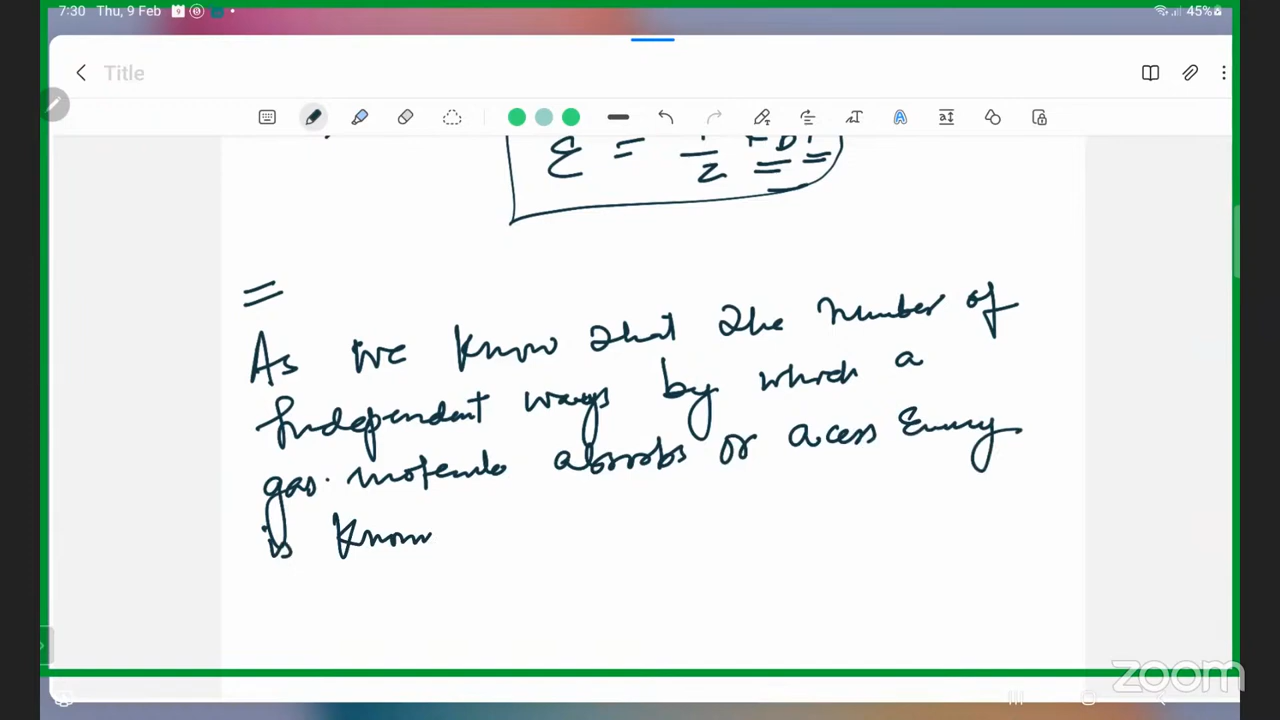 7:30 Thu, 9 Feb
45%
Title
ε = 1/2
=
As we know that the number of
Independent ways by which a
gas. molecule absorbs or acess Energy
is known
zoom